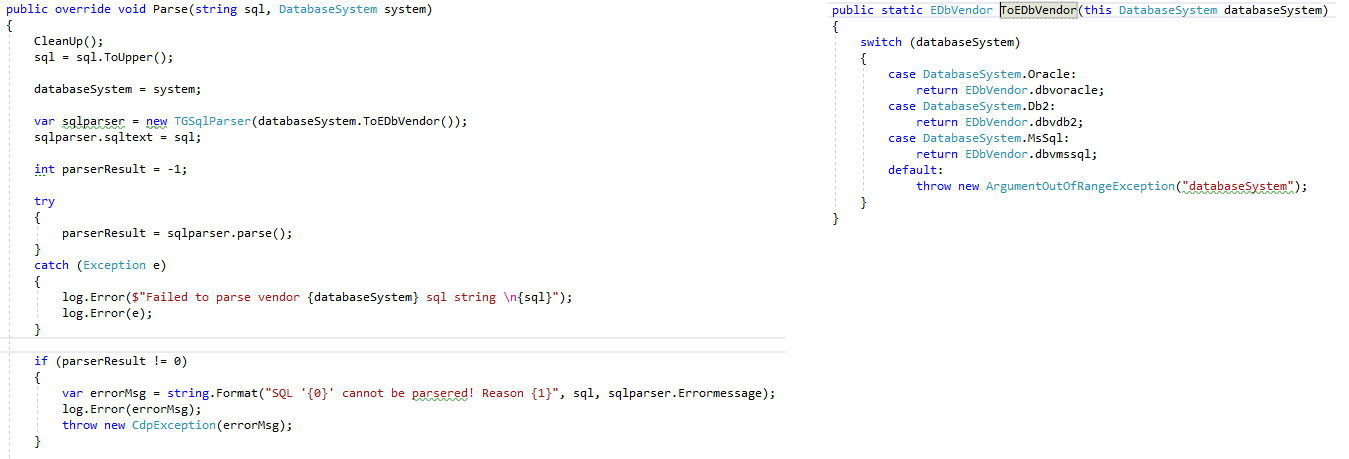 public override void Parse(string sql, DatabaseSystem system)
{
CleanUp();
sql = sql.ToUpper();
databaseSystem = system;
var sqlparser = new TGSqlParser(databaseSystem.ToEDbVendor());
sqlparser.sqltext = sql;
int parserResult = -1;
try
{
parserResult = sqlparser.parse();
}
catch (Exception e)
{
log.Error($"Failed to parse vendor {databaseSystem} sql string \n{sql}");
log.Error(e);
}
if (parserResult != 0)
{
var errorMsg = string.Format("SQL '{0}' cannot be parsered! Reason {1}", sql, sqlparser.Errormessage);
log.Error(errorMsg);
throw new CdpException(errorMsg);
}
public static EDbVendor ToEDbVendor(this DatabaseSystem databaseSystem)
{
switch (databaseSystem)
{
case DatabaseSystem.Oracle:
return EDbVendor.dbvoracle;
case DatabaseSystem.Db2:
return EDbVendor.dbvdb2;
case DatabaseSystem.MsSql:
return EDbVendor.dbvmssql;
default:
throw new ArgumentOutOfRangeException("databaseSystem");
}
}